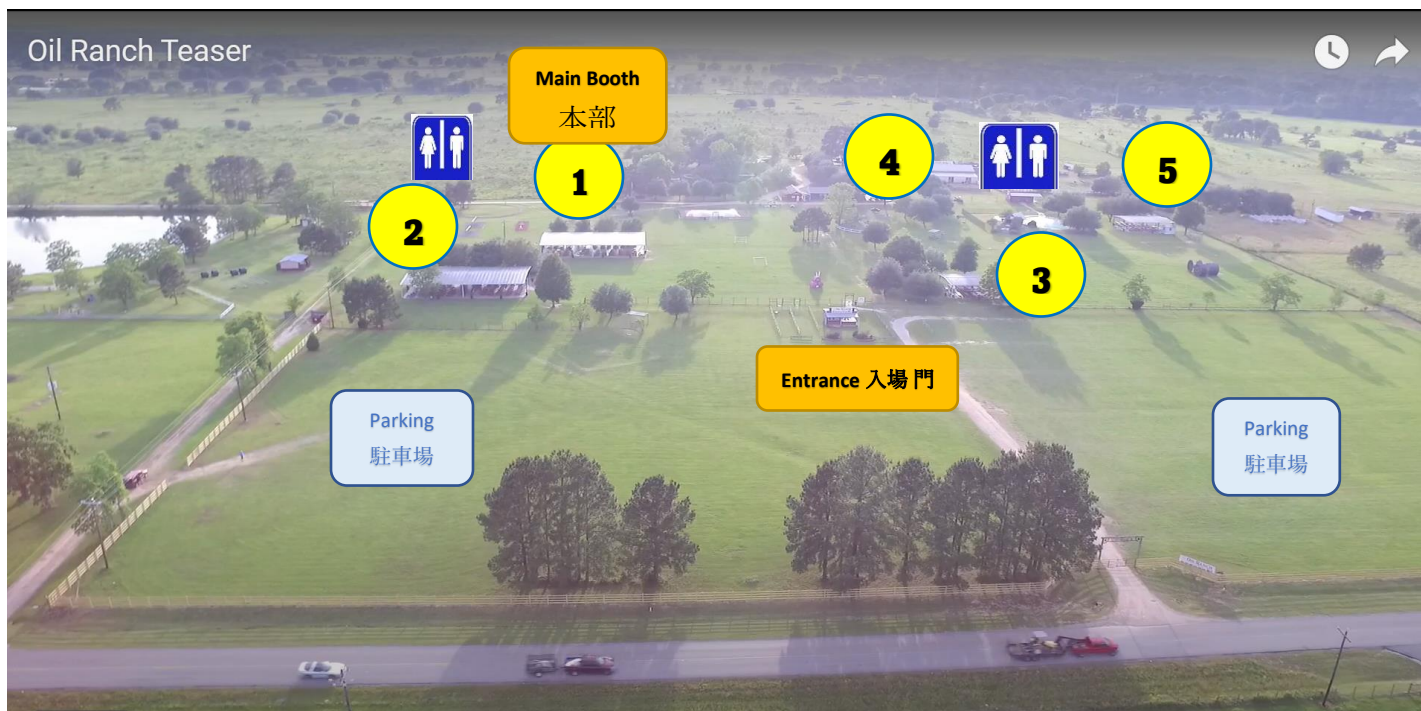 Oil Ranch Teaser
Main Booth
本部
1
2
4
5
3
Entrance 入場門
Parking
駐車場
Parking
駐車場